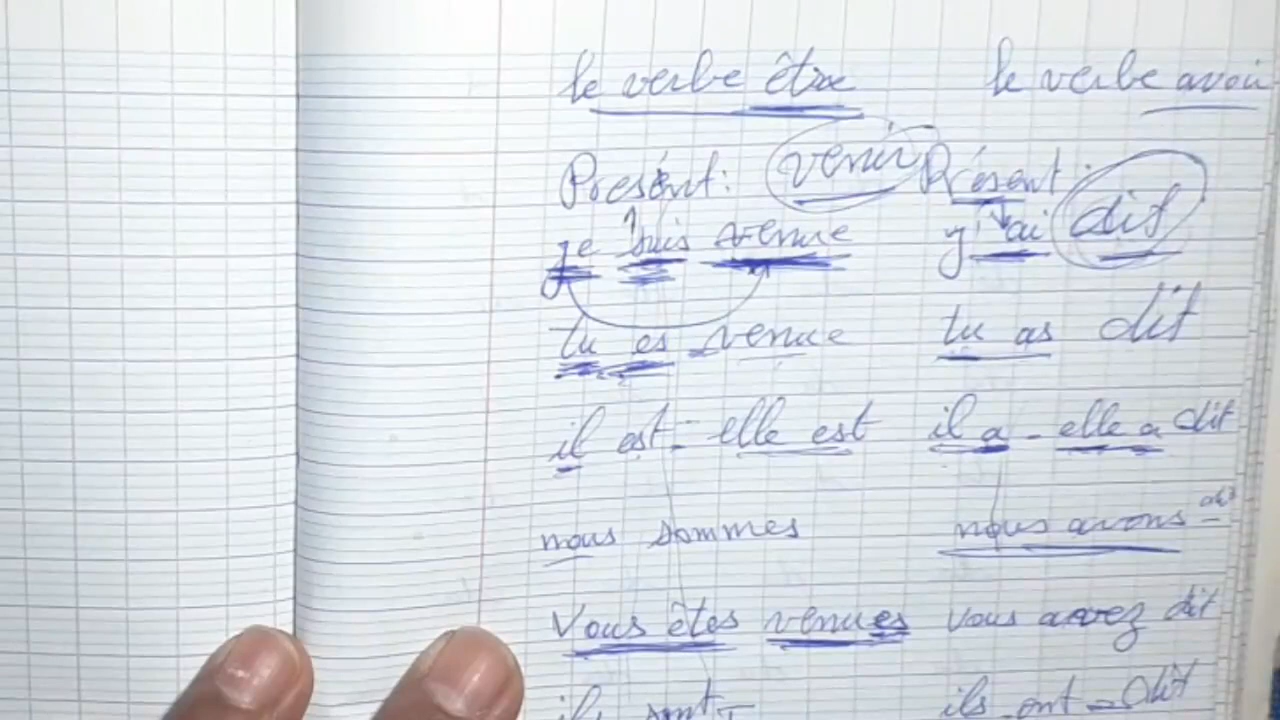 le verbe être le verbe avoir
Présent: venir Présent:
je suis venue j'ai dit
tu es venue tu as dit
il est - elle est il a - elle a dit
nous sommes nous avons
Vous êtes venues vous avez dit
ils sont - ils ont - dit